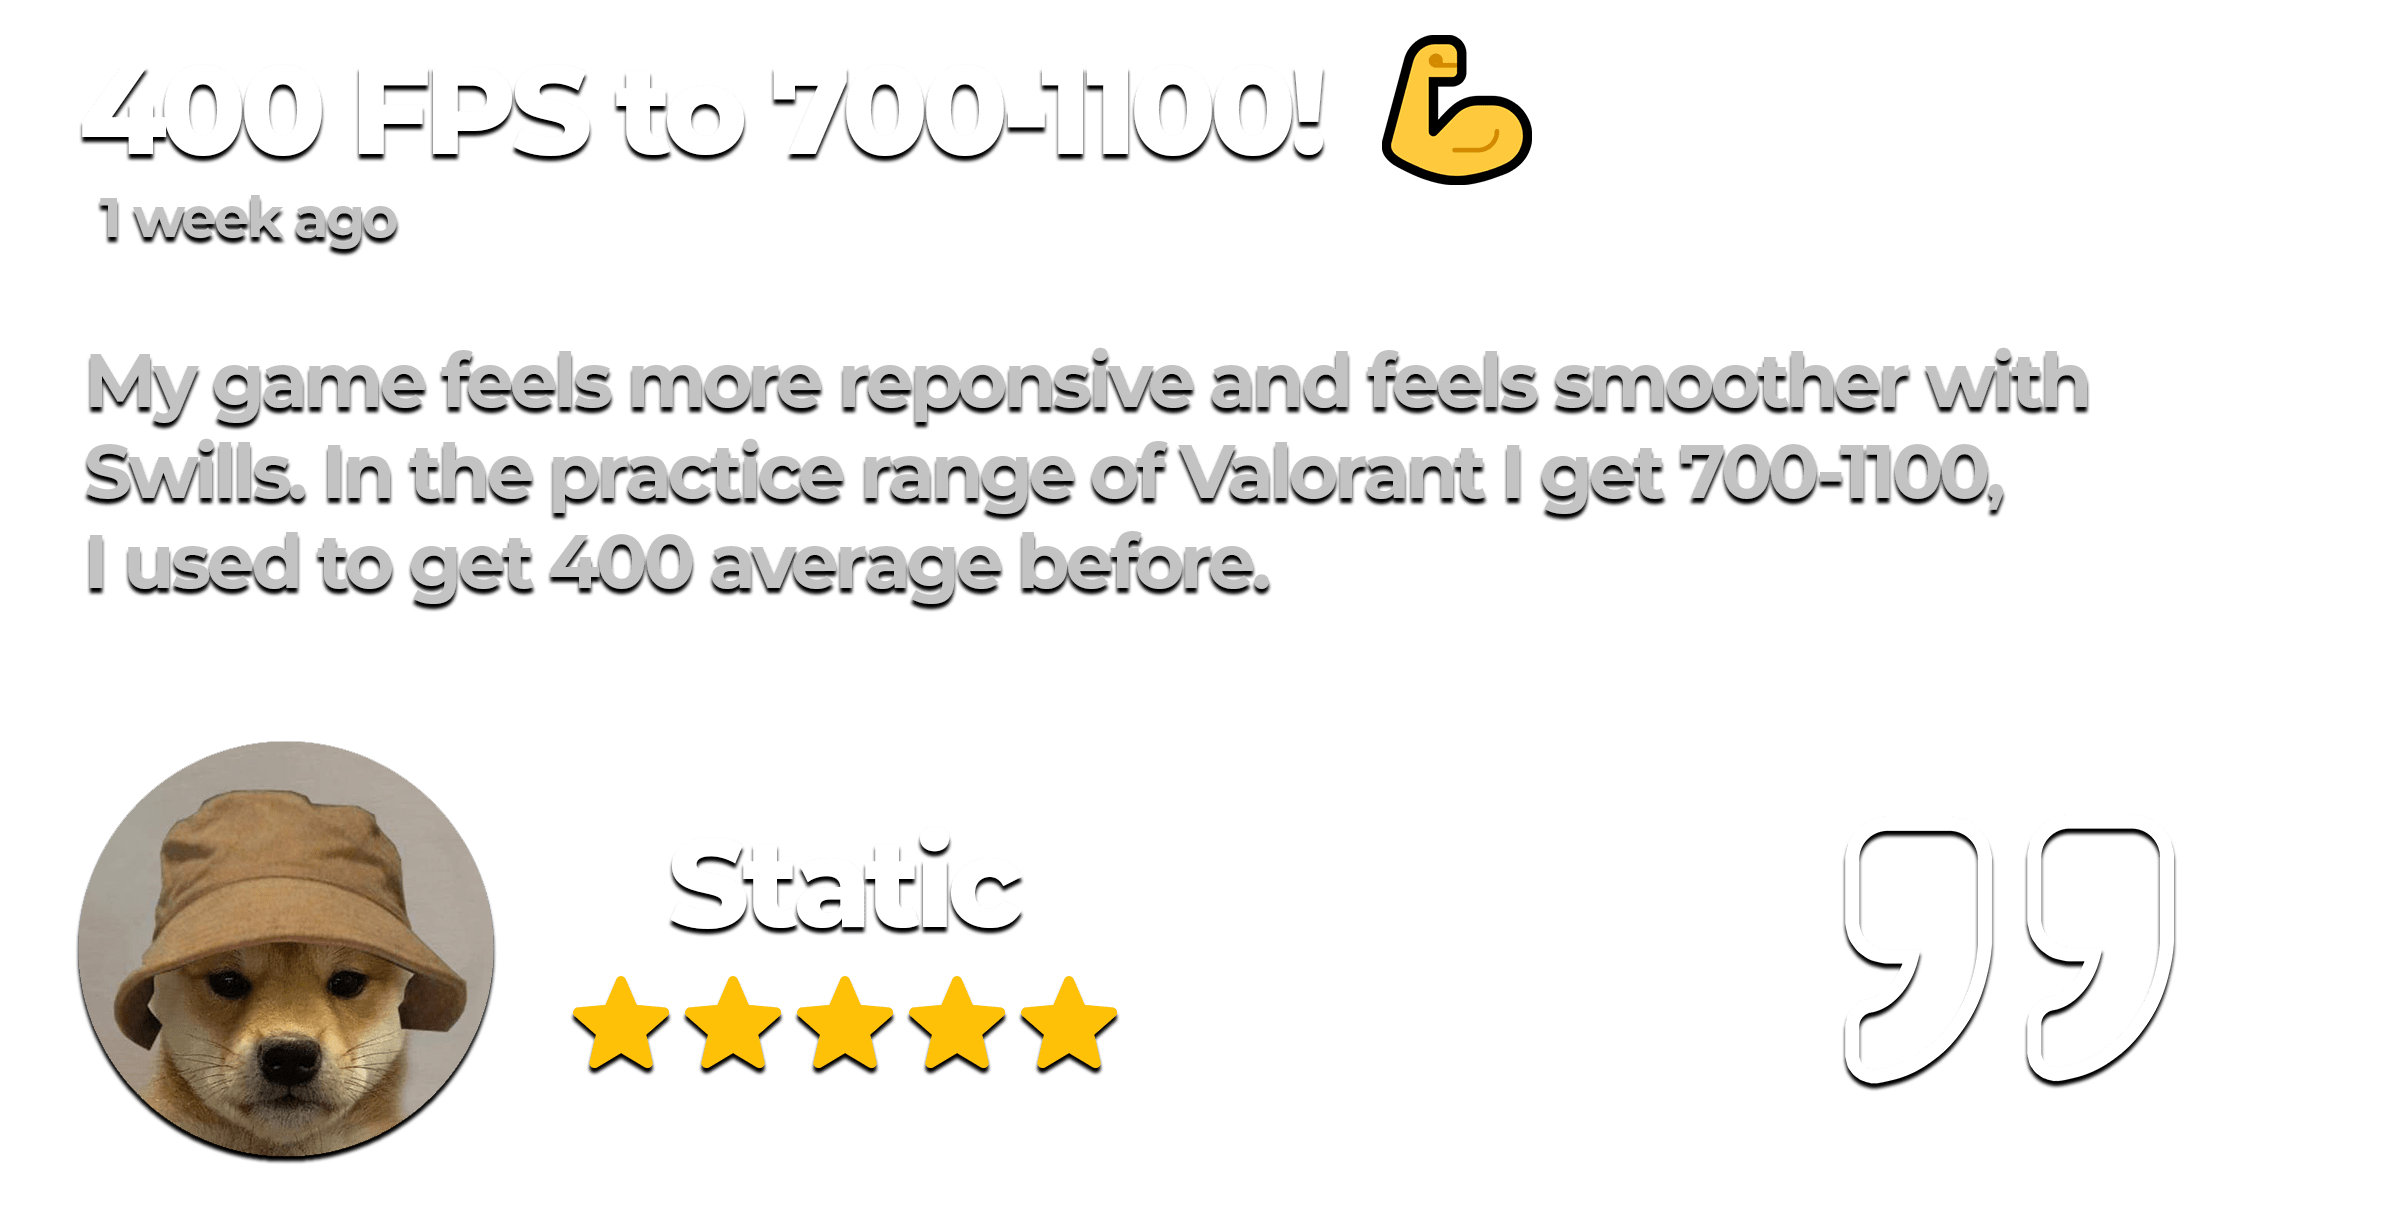 400 FPS to 700-1100! 💪
1 week ago
My game feels more reponsive and feels smoother with
Swills. In the practice range of Valorant I get 700-1100,
I used to get 400 average before.
Static